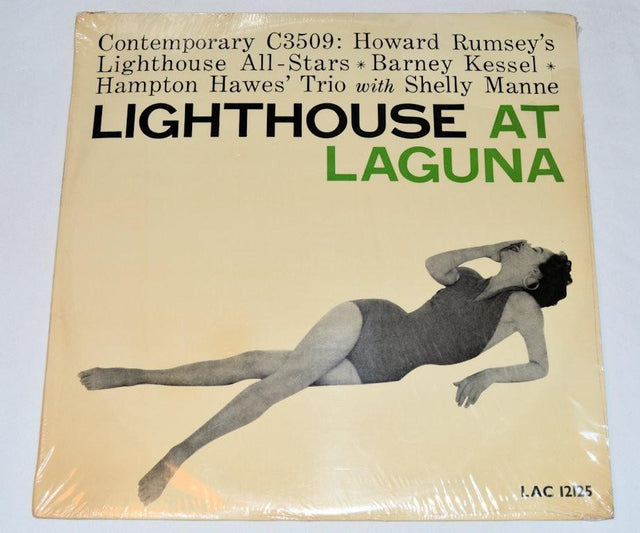 Contemporary C3509: Howard Rumsey's
Lighthouse All-Stars * Barney Kessel *
Hampton Hawes' Trio with Shelly Manne
LIGHTHOUSE AT
LAGUNA
LAC 12125